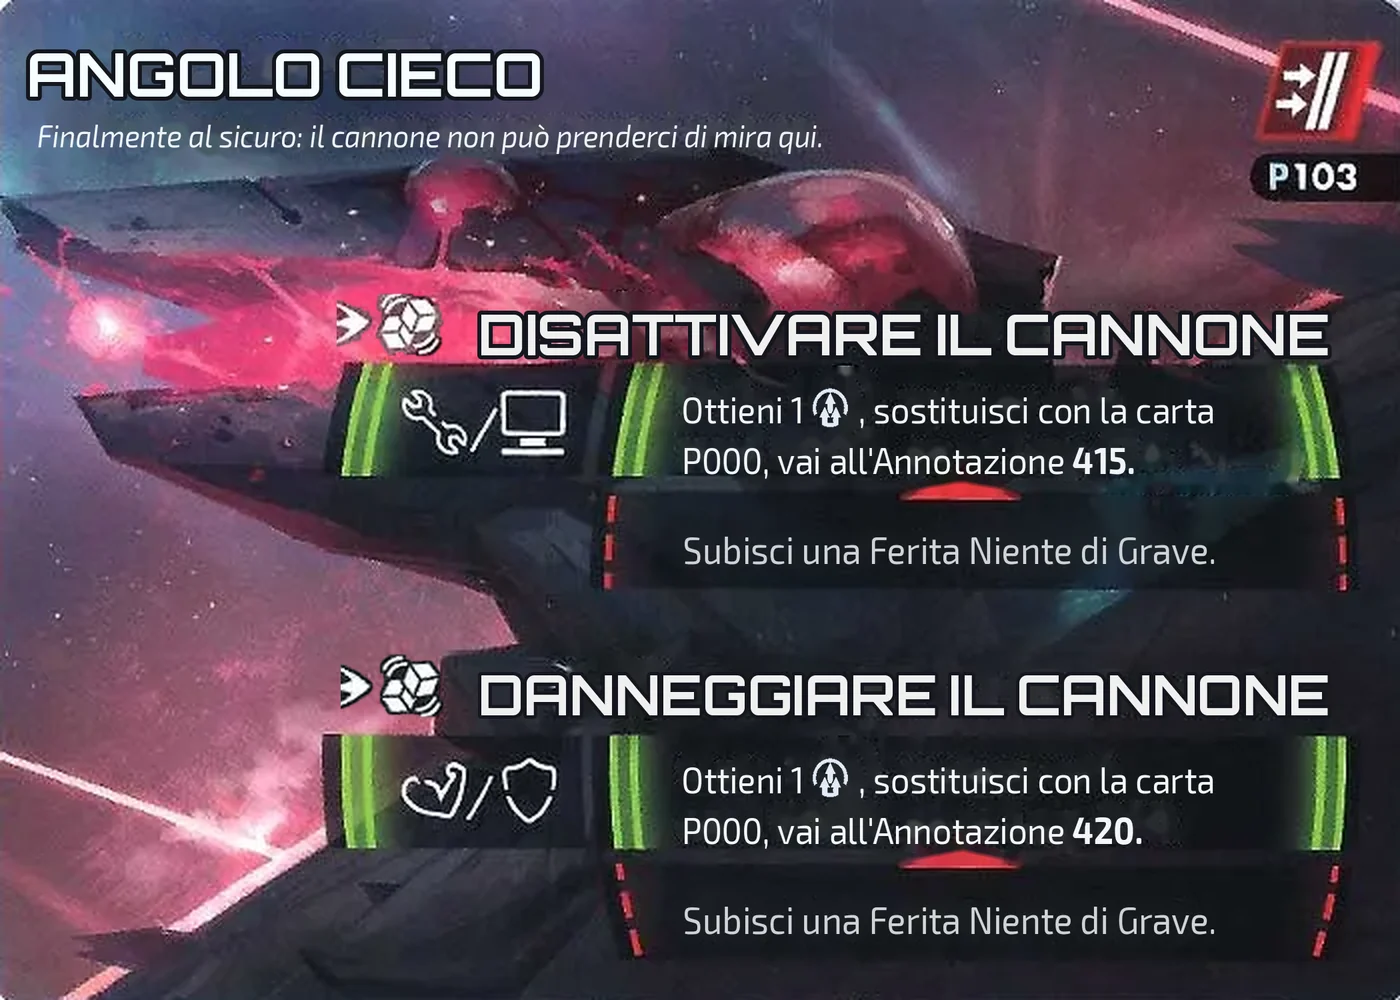 ANGOLO CIECO
Finalmente al sicuro: il cannone non può prenderci di mira qui.
P103
DISATTIVARE IL CANNONE
Ottieni 1 , sostituisci con la carta
P000, vai all'Annotazione 415.
Subisci una Ferita Niente di Grave.
DANNEGGIARE IL CANNONE
Ottieni 1 , sostituisci con la carta
P000, vai all'Annotazione 420.
Subisci una Ferita Niente di Grave.